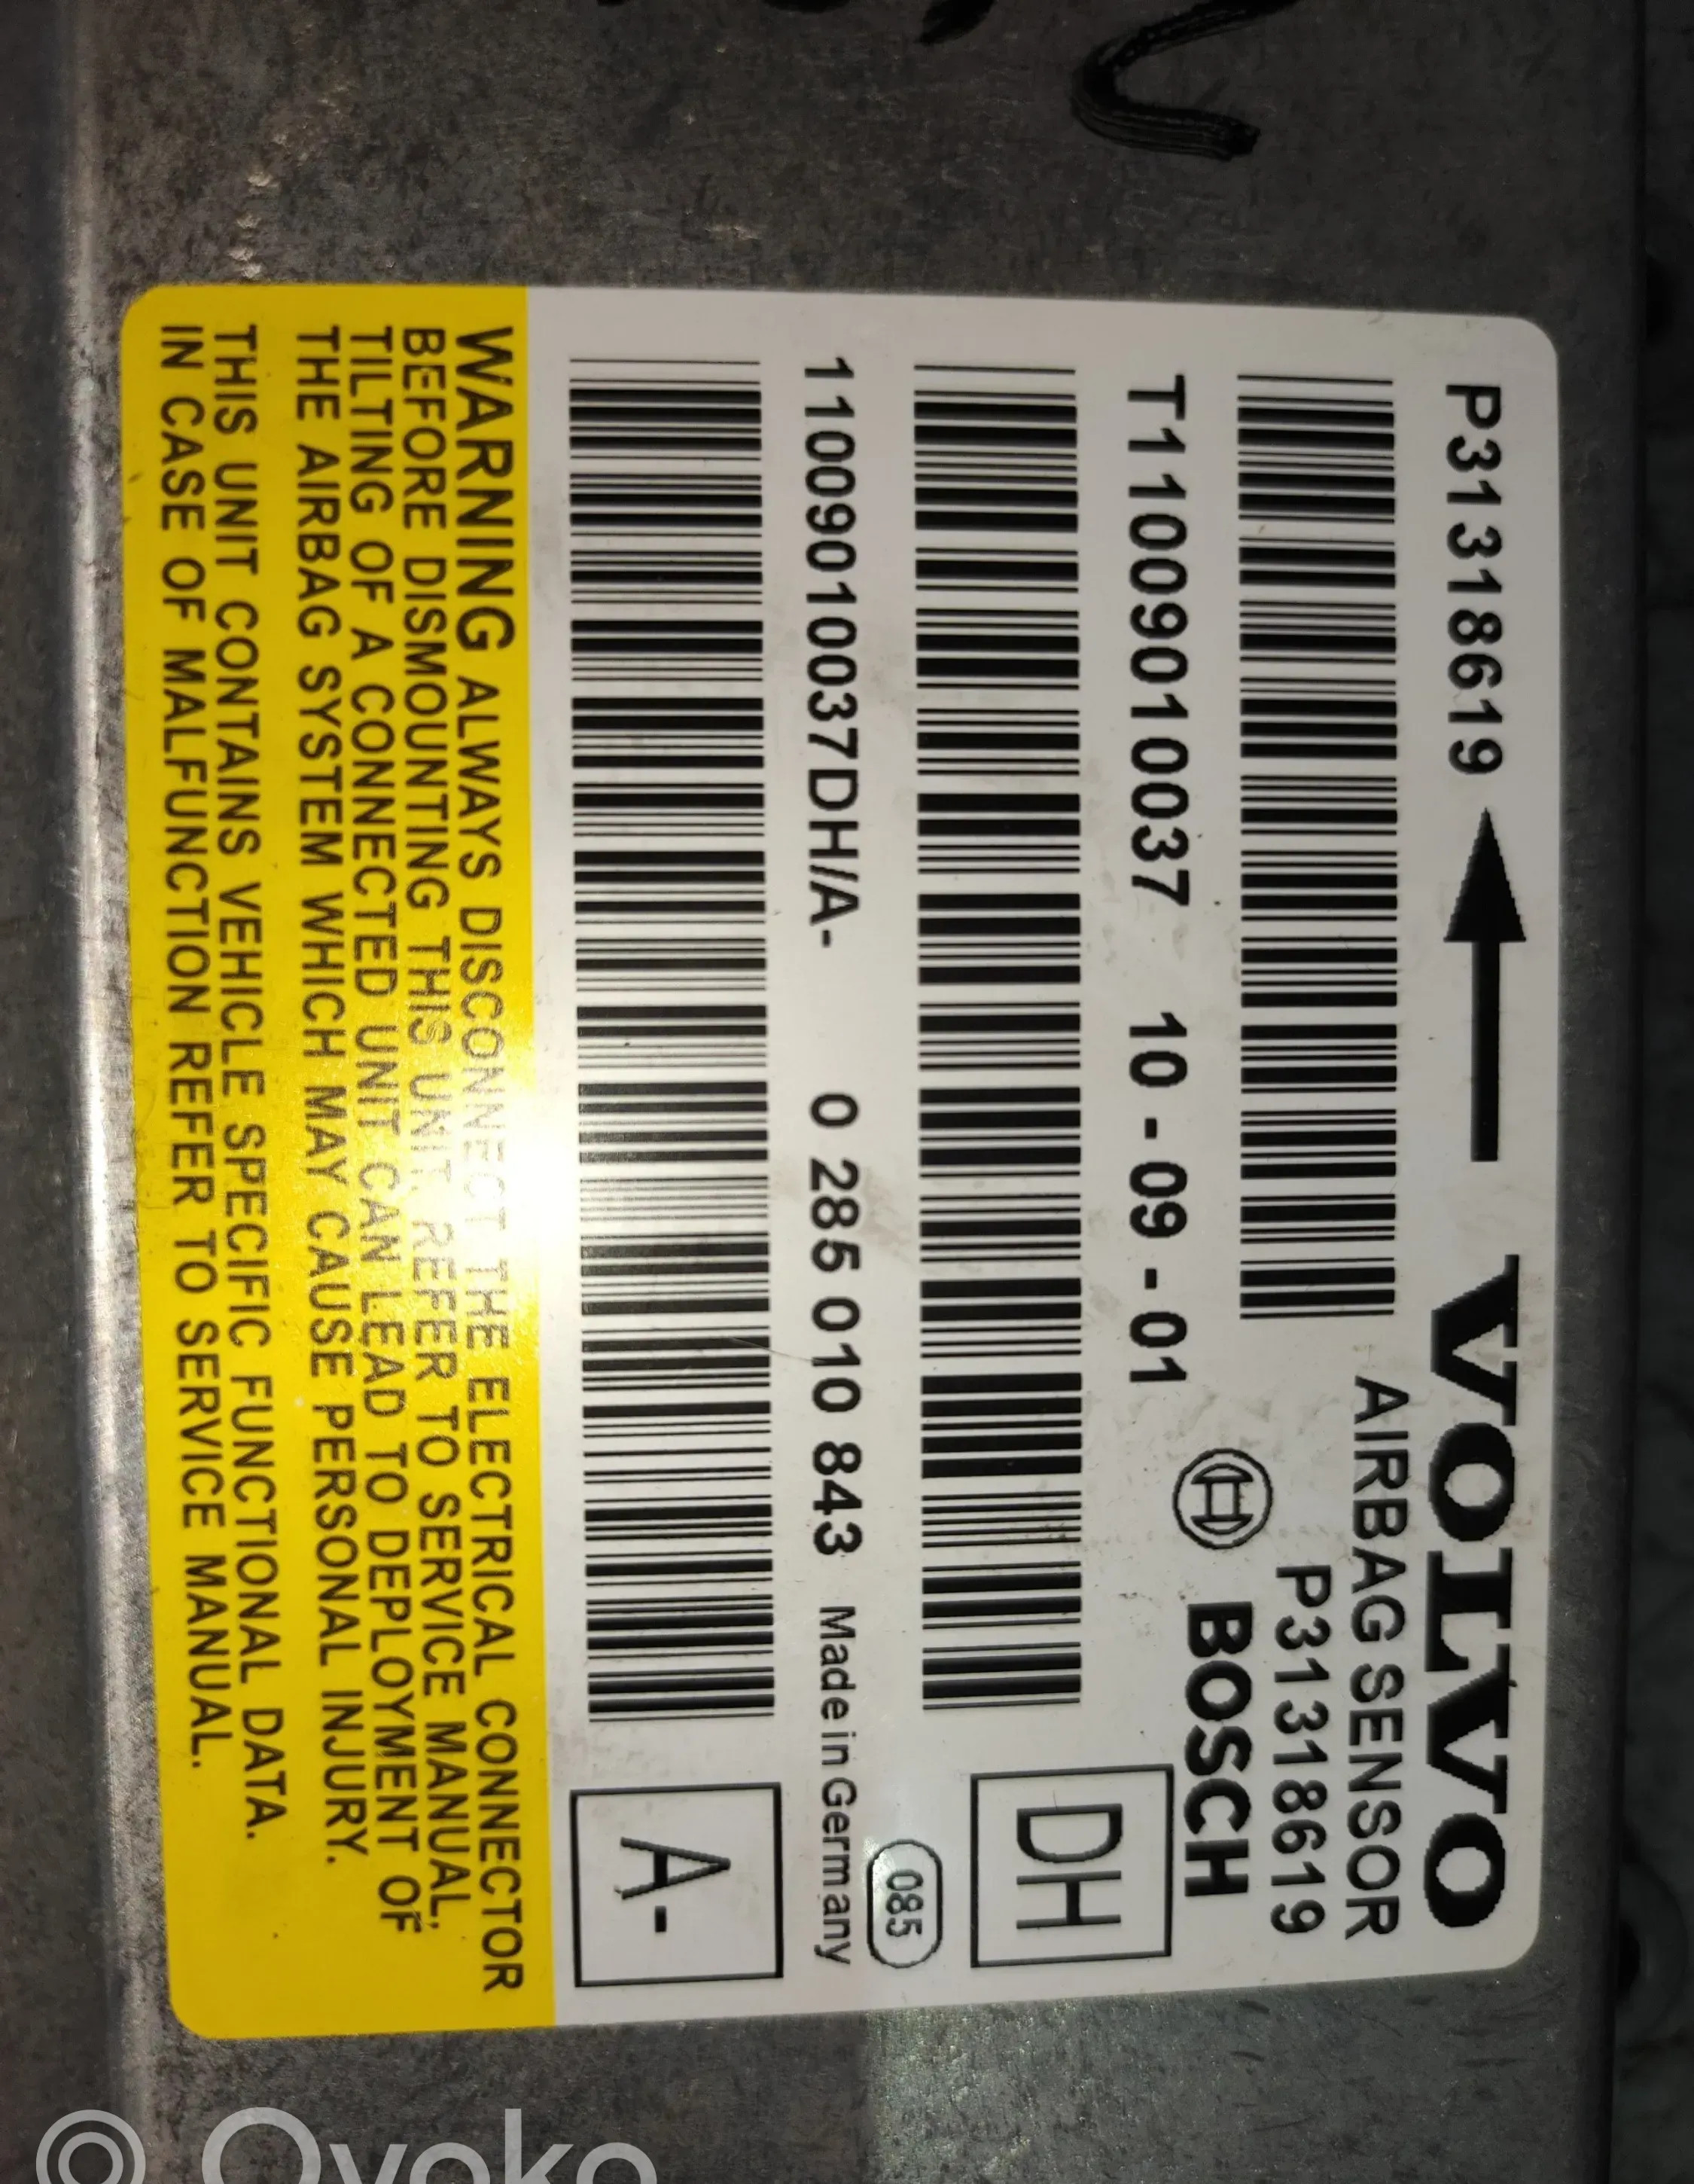 P31318619 VOLVO
AIRBAG SENSOR
P31318619
T11009010037 10 - 09 - 01 BOSCH
DH
085
11009010037DH/A- 0 285 010 843 Made in Germany
A-
WARNING ALWAYS DISCONNECT THE ELECTRICAL CONNECTOR
BEFORE DISMOUNTING THIS UNIT. REFER TO SERVICE MANUAL,
TILTING OF A CONNECTED UNIT CAN LEAD TO DEPLOYMENT OF
THE AIRBAG SYSTEM WHICH MAY CAUSE PERSONAL INJURY.
THIS UNIT CONTAINS VEHICLE SPECIFIC FUNCTIONAL DATA.
IN CASE OF MALFUNCTION REFER TO SERVICE MANUAL.
Ovoko